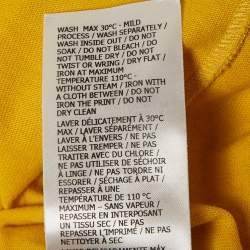 WASH MAX 30°C - MILD
PROCESS / WASH SEPARATELY /
WASH INSIDE OUT / DO NOT
SOAK / DO NOT BLEACH / DO
NOT TUMBLE DRY / DO NOT
TWIST OR WRING / DRY FLAT /
IRON AT MAXIMUM
TEMPERATURE 110°C -
WITHOUT STEAM / IRON WITH
A CLOTH BETWEEN / DO NOT
IRON THE PRINT / DO NOT
DRY CLEAN
LAVER DÉLICATEMENT À 30°C
MAX / LAVER SÉPARÉMENT /
LAVER À L'ENVERS / NE PAS
LAISSER TREMPER / NE PAS
TRAITER AVEC DU CHLORE /
NE PAS UTILISER DE SÉCHOIR
À LINGE / NE PAS TORDRE NI
ESSORER / SÉCHAGE À PLAT /
REPASSER À UNE
TEMPÉRATURE DE 110 °C
MAXIMUM – SANS VAPEUR /
REPASSER EN INTERPOSANT
UN TISSU SEC / NE PAS
REPASSER L'IMPRIMÉ / NE PAS
NETTOYER À SEC
MAX